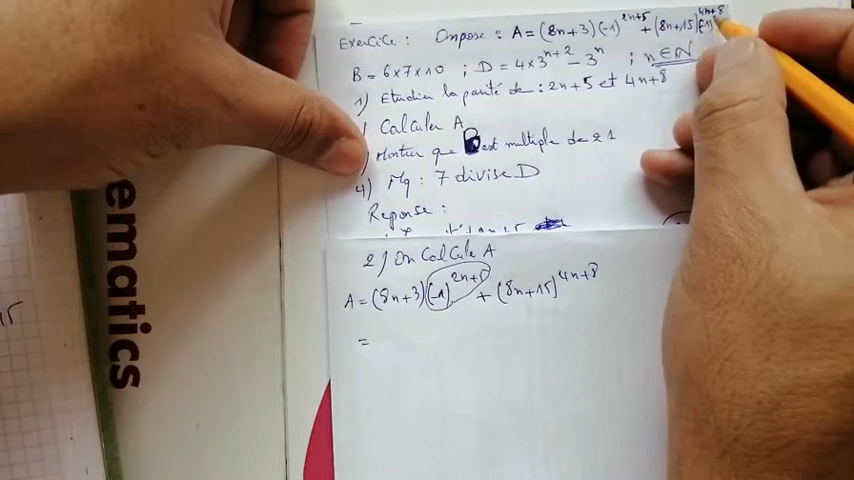 Exercice : On pose : A = (8n+3)(-1)^{2n+5} + (8n+15)(-1)^{4n+8}
B = 6×7×10 ; D = 4×3^{n+2} - 3^n ; n ∈ ℕ
1) Etudier la parité de : 2n+5 et 4n+8
) Calculer A
) Montrer que B est multiple de 21
4) Mq : 7 divise D
Reponse :
2) On Calcule A
A = (8n+3)(-1)^{2n+5} + (8n+15)^{4n+8}
=
Mathematics